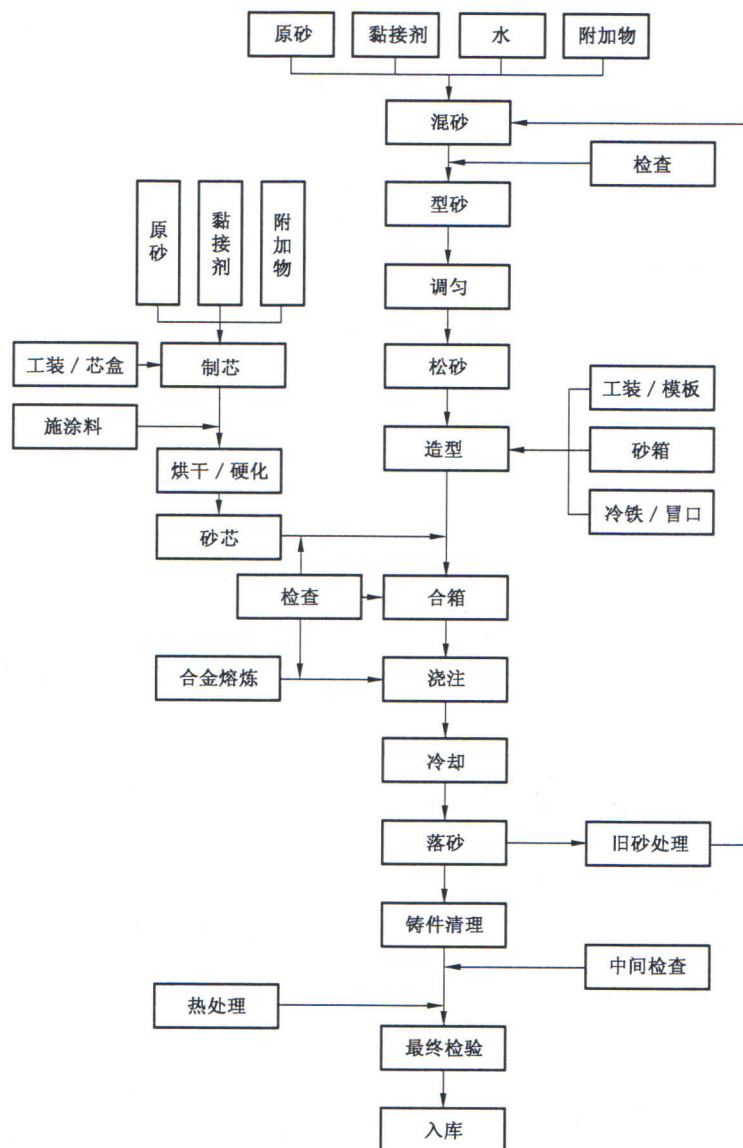 原砂
黏接剂
水
附加物
混砂
检查
型砂
原砂
黏接剂
附加物
调匀
工装/芯盒
制芯
松砂
工装/模板
施涂料
造型
砂箱
烘干/硬化
冷铁/冒口
砂芯
检查
合箱
合金熔炼
浇注
冷却
落砂
旧砂处理
铸件清理
中间检查
热处理
最终检验
入库